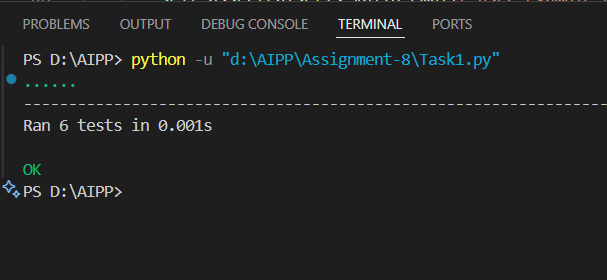 PROBLEMS OUTPUT DEBUG CONSOLE TERMINAL PORTS
PS D:\AIPP> python -u "d:\AIPP\Assignment-8\Task1.py"
......
----------------------------------------------------------------------
Ran 6 tests in 0.001s
OK
PS D:\AIPP>